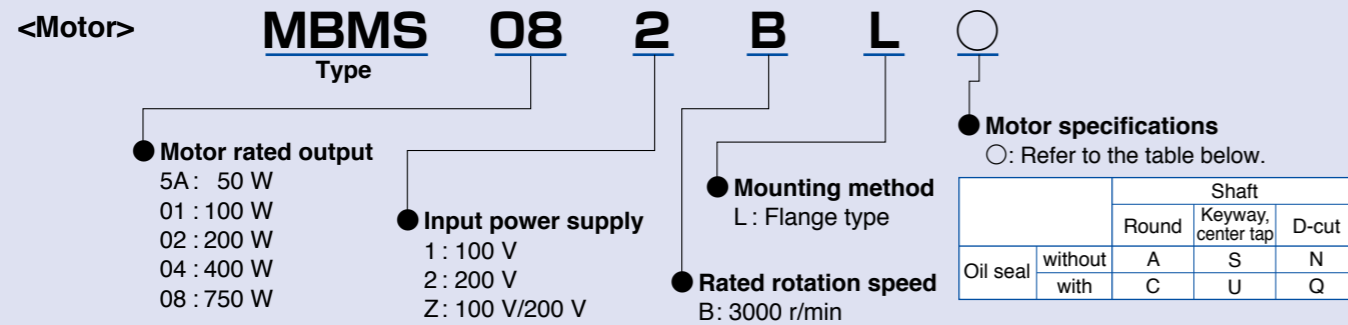 <Motor> MBMS 08 2 B L ○
Type
● Motor rated output
5A : 50 W
01 : 100 W
02 : 200 W
04 : 400 W
08 : 750 W
● Input power supply
1 : 100 V
2 : 200 V
Z : 100 V/200 V
● Rated rotation speed
B : 3000 r/min
● Mounting method
L : Flange type
● Motor specifications
○: Refer to the table below.
Shaft
Round Keyway, center tap D-cut
Oil seal without A S N
with C U Q